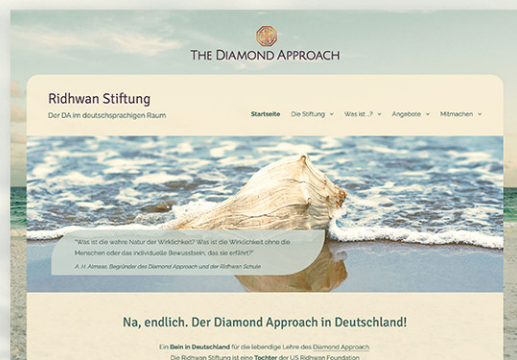 THE DIAMOND APPROACH
Ridhwan Stiftung
Der DA im deutschsprachigen Raum
Startseite Die Stiftung Was ist...? Angebote Mitmachen
"Was ist die wahre Natur der Wirklichkeit? Was ist die Wirklichkeit ohne die
Menschen oder das individuelle Bewusstsein, das sie erfährt?"
A. H. Almaas, Begründer des Diamond Approach und der Ridhwan Schule
Na, endlich. Der Diamond Approach in Deutschland!
Ein Bein in Deutschland für die lebendige Lehre des Diamond Approach.
Die Ridhwan Stiftung ist eine Tochter der US Ridhwan Foundation